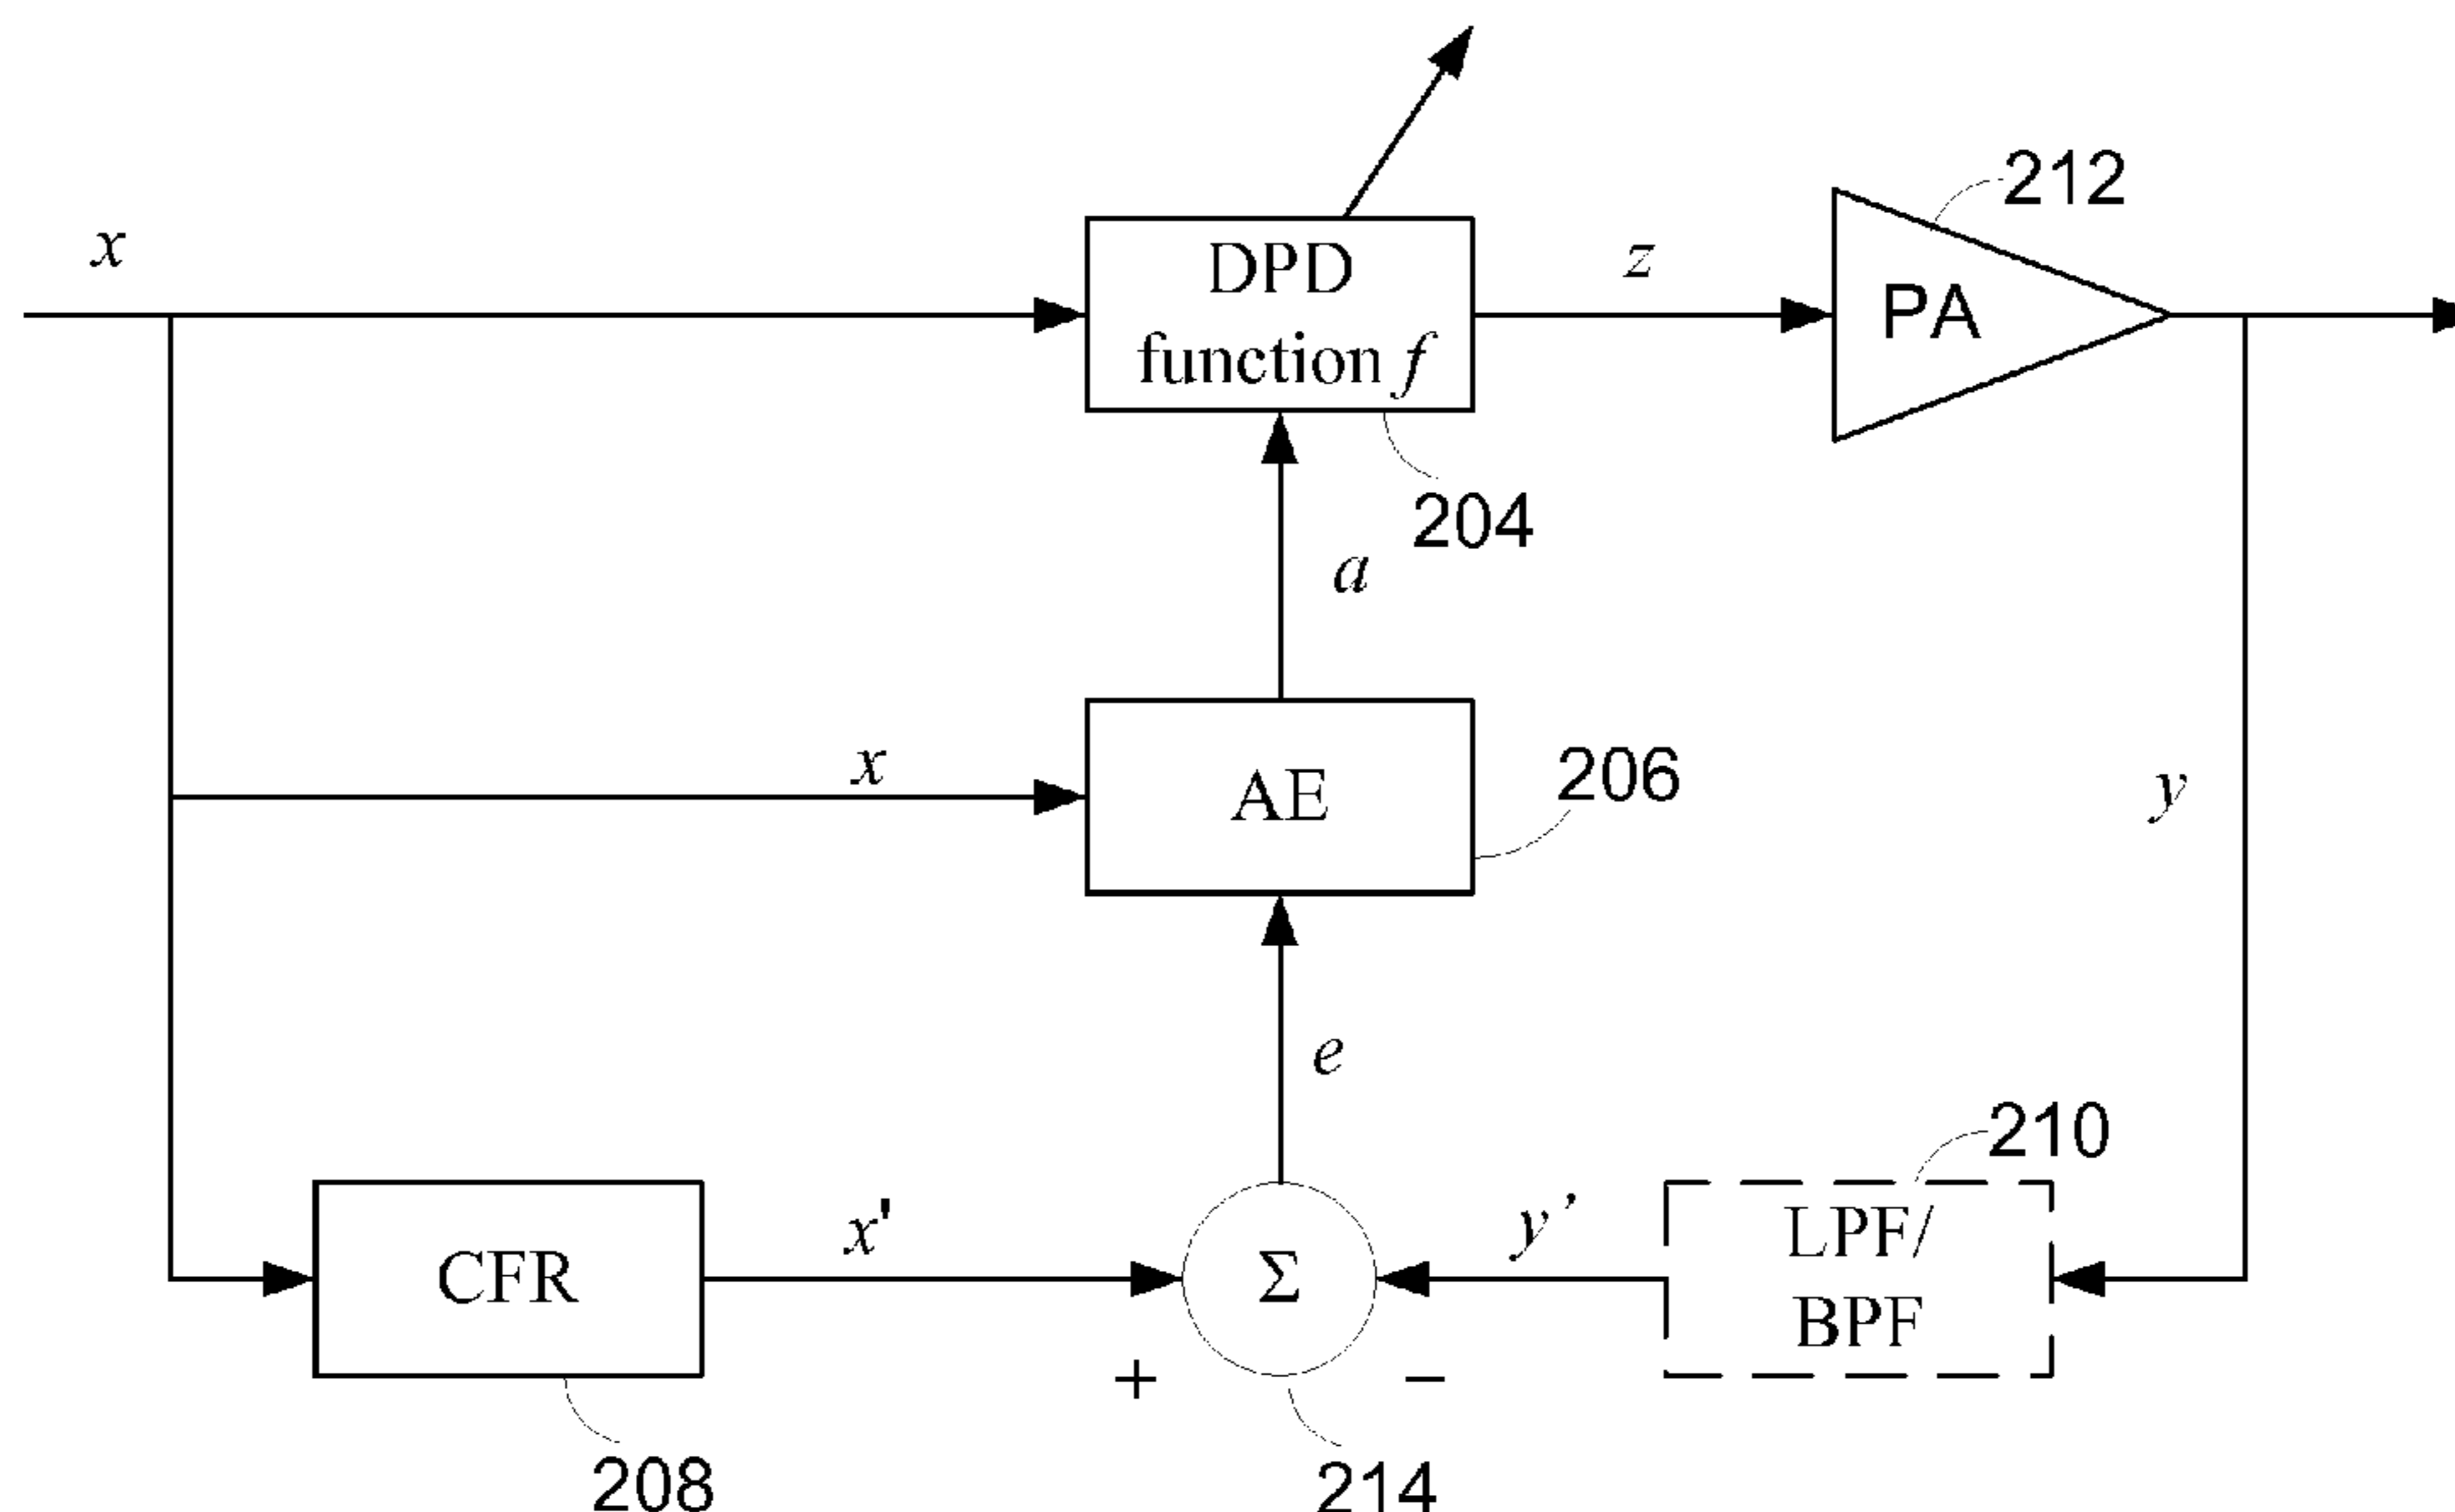 212
x
DPD
z
PA
function f
204
a
x
AE
206
y
e
210
x'
y’
LPF/
CFR
Σ
BPF
+
−
208
214